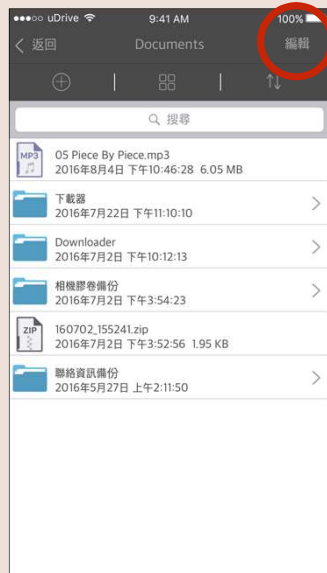 uDrive 9:41 AM 100%
返回 Documents 編輯
搜尋
MP3
05 Piece By Piece.mp3
2016年8月4日 下午10:46:28 6.05 MB
下載器
2016年7月22日 下午11:10:10
Downloader
2016年7月2日 下午10:12:13
相機膠卷備份
2016年7月2日 下午3:54:23
ZIP
160702_155241.zip
2016年7月2日 下午3:52:56 1.95 KB
聯絡資訊備份
2016年5月27日 上午2:11:50